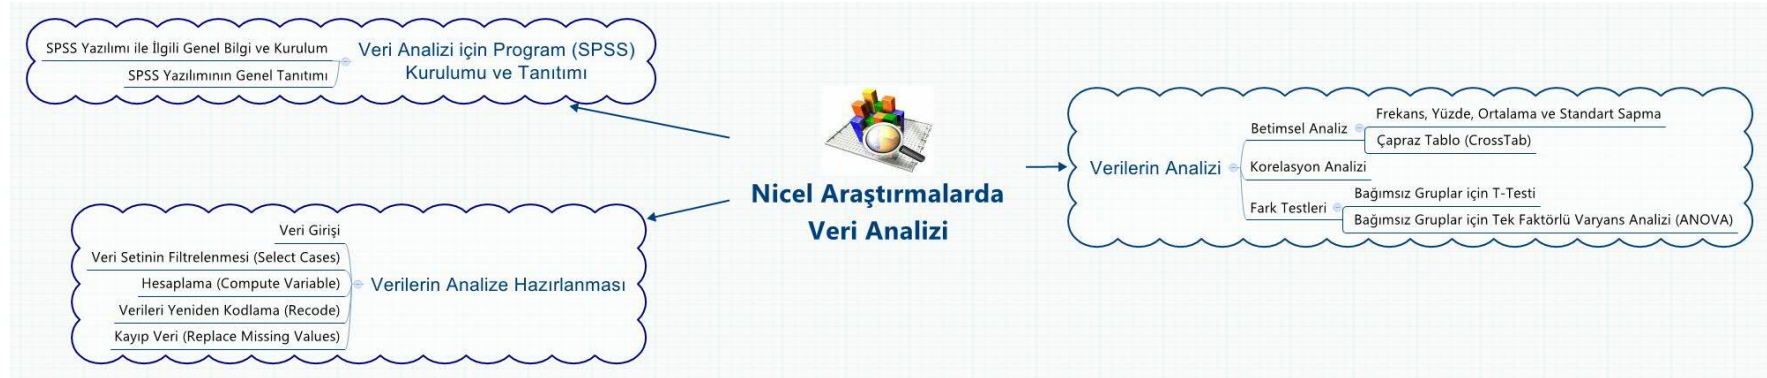 SPSS Yazılımı ile İlgili Genel Bilgi ve Kurulum
SPSS Yazılımının Genel Tanıtımı
Veri Analizi için Program (SPSS)
Kurulumu ve Tanıtımı
Nicel Araştırmalarda
Veri Analizi
Veri Girişi
Veri Setinin Filtrelenmesi (Select Cases)
Hesaplama (Compute Variable)
Verileri Yeniden Kodlama (Recode)
Kayıp Veri (Replace Missing Values)
Verilerin Analize Hazırlanması
Verilerin Analizi
Betimsel Analiz
Frekans, Yüzde, Ortalama ve Standart Sapma
Çapraz Tablo (CrossTab)
Korelasyon Analizi
Fark Testleri
Bağımsız Gruplar için T-Testi
Bağımsız Gruplar için Tek Faktörlü Varyans Analizi (ANOVA)